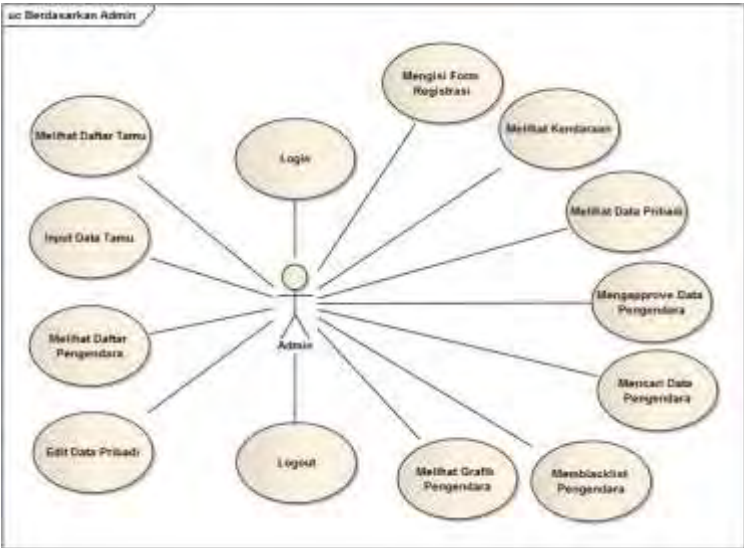 uc Berdasarkan Admin
Mengisi Form
Registrasi
Melihat Daftar Tamu
Login
Melihat Kendaraan
Input Data Tamu
Melihat Data Pribadi
Mengapprove Data
Pengendara
Melihat Daftar
Pengendara
Admin
Mencari Data
Pengendara
Edit Data Pribadi
Logout
Melihat Grafik
Pengendara
Memblacklist
Pengendara